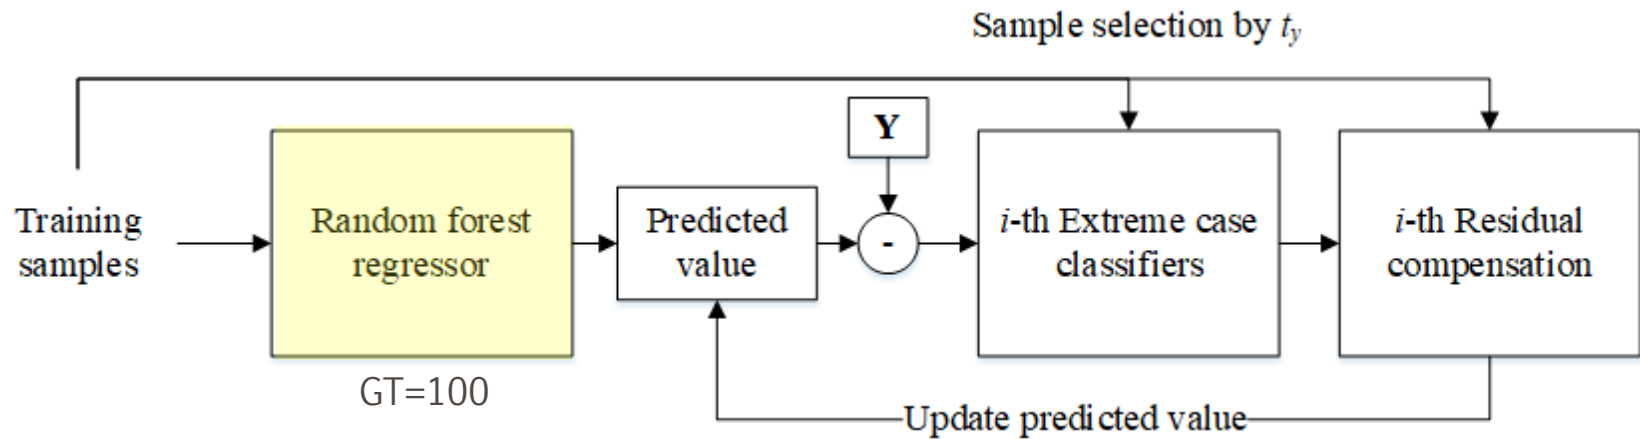 Sample selection by ty
Y
Training
samples
Random forest
regressor
Predicted
value
-
i-th Extreme case
classifiers
i-th Residual
compensation
GT=100
Update predicted value